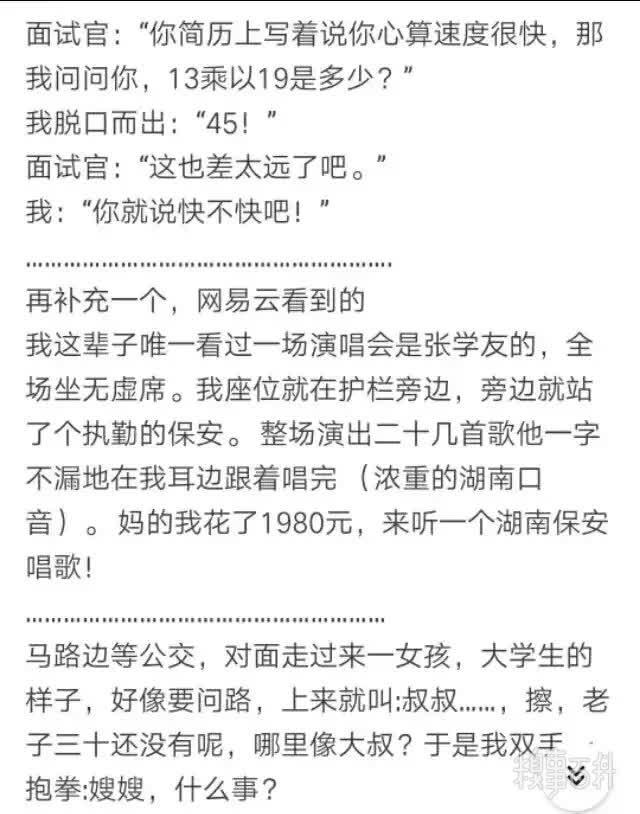 面试官：“你简历上写着说你心算速度很快，那
我问问你，13乘以19是多少？”
我脱口而出：“45！”
面试官：“这也差太远了吧。”
我：“你就说快不快吧！”
………………………………………………….
再补充一个，网易云看到的
我这辈子唯一看过一场演唱会是张学友的，全
场坐无虚席。我座位就在护栏旁边，旁边就站
了个执勤的保安。整场演出二十几首歌他一字
不漏地在我耳边跟着唱完（浓重的湖南口
音）。妈的我花了1980元，来听一个湖南保安
唱歌！
…………………………………………………
马路边等公交，对面走过来一女孩，大学生的
样子，好像要问路，上来就叫:叔叔……，擦，老
子三十还没有呢，哪里像大叔？于是我双手
抱拳:嫂嫂，什么事？
糗事百科